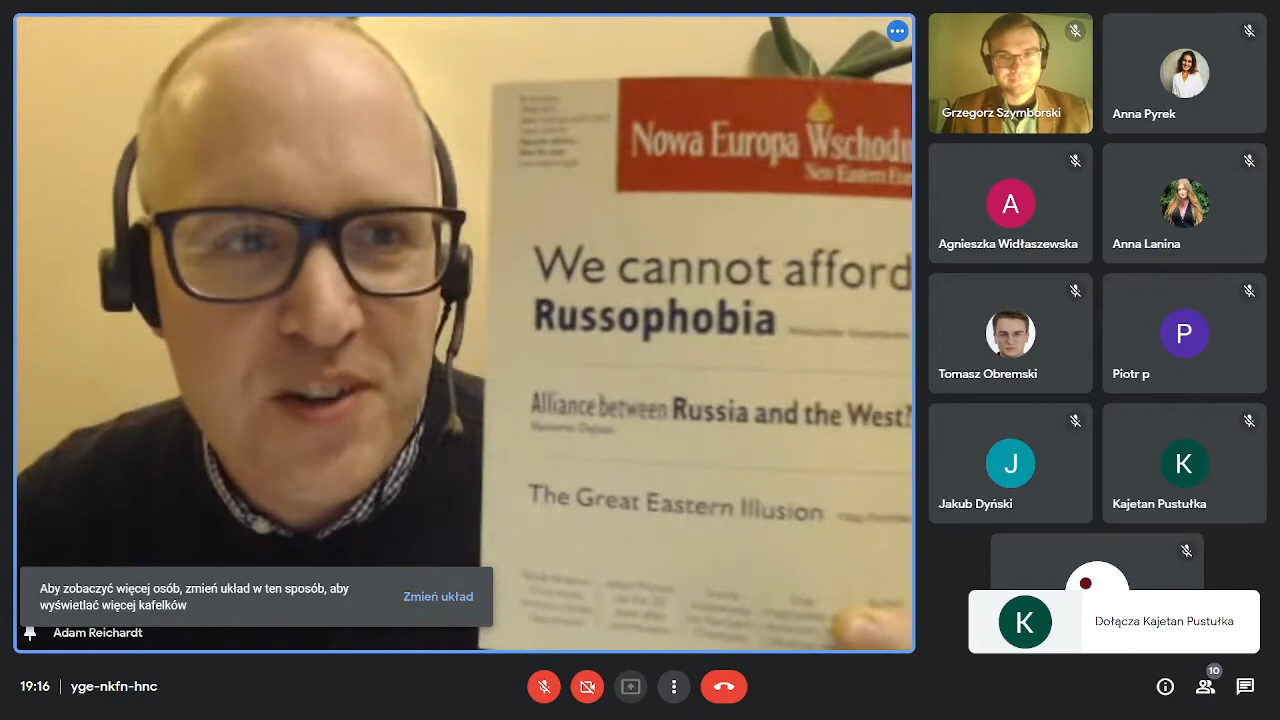 Nowa Europa Wschodn
New Eastern Eur
We cannot afford
Russophobia
Alliance between Russia and the West?
The Great Eastern Illusion
Aby zobaczyć więcej osób, zmień układ w ten sposób, aby
wyświetlać więcej kafelków
Zmień układ
Adam Reichardt
19:16 | yge-nkfn-hnc
Grzegorz Szymborski
Anna Pyrek
A
Agnieszka Widłaszewska
Anna Lanina
Tomasz Obremski
P
Piotr p
J
Jakub Dyński
K
Kajetan Pustułka
K
Dołącza Kajetan Pustułka
10